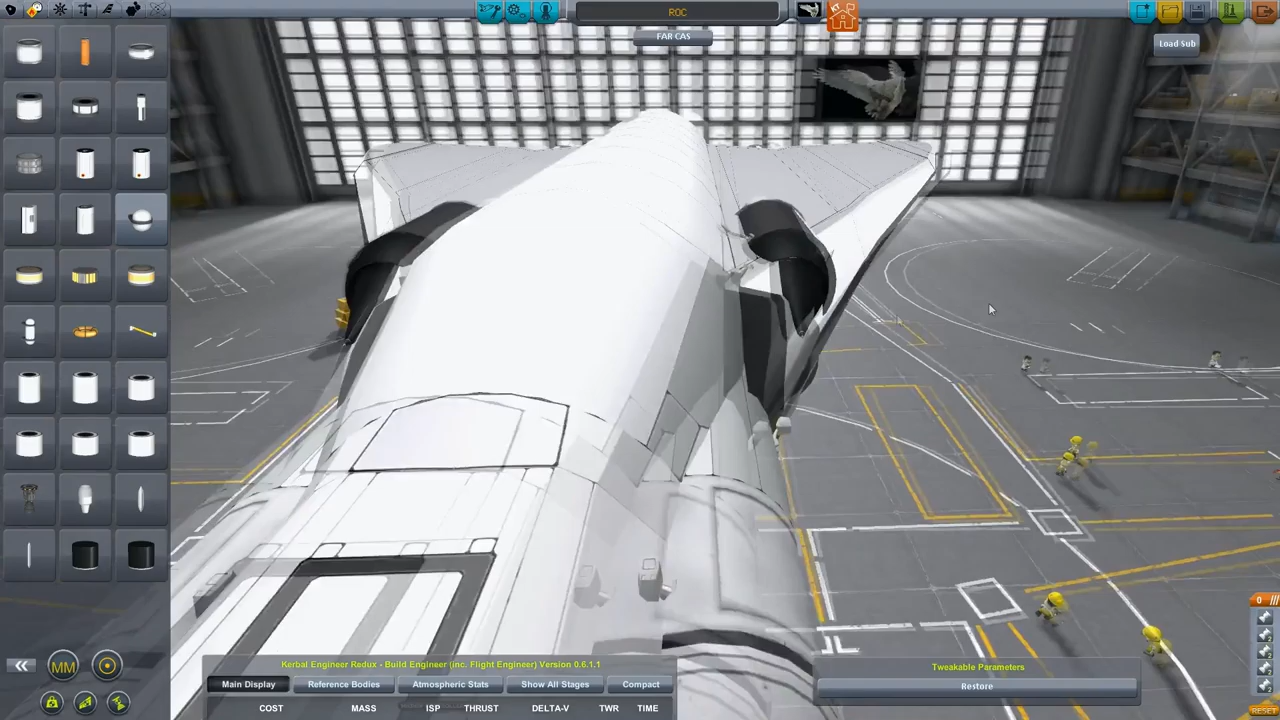 ROC
FAR CAS
Load Sub
MM
0
Kerbal Engineer Redux - Build Engineer (inc. Flight Engineer) Version 0.6.1.1
Main Display Reference Bodies Atmospheric Stats Show All Stages Compact
COST MASS ISP THRUST DELTA-V TWR TIME
Tweakable Parameters
Restore
RESET